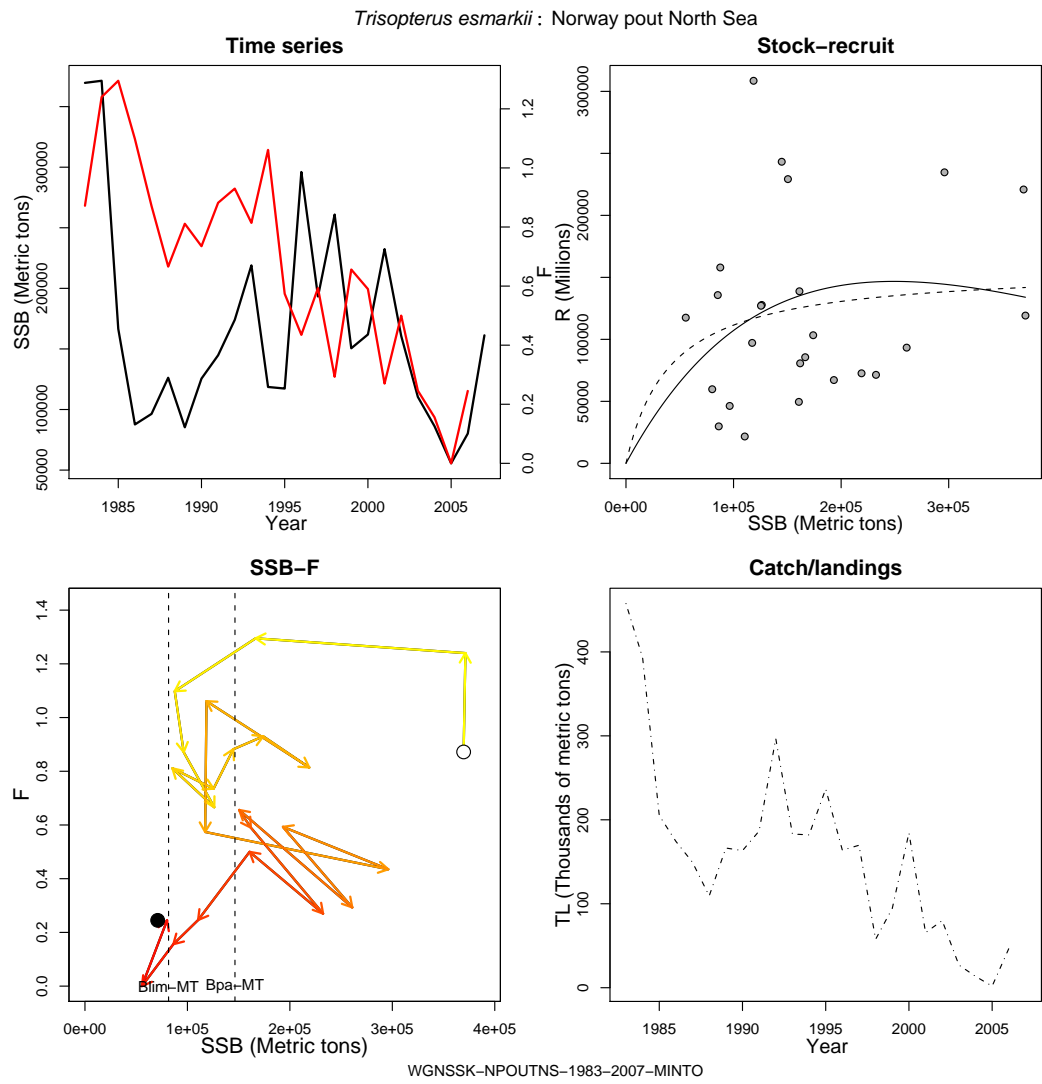 Trisopterus esmarkii : Norway pout North Sea
Time series
SSB (Metric tons)
50000 100000 200000 300000
F
0.0 0.2 0.4 0.6 0.8 1.0 1.2
1985 1990 1995 2000 2005
Year
Stock−recruit
R (Millions)
0 50000 100000 200000 300000
0e+00 1e+05 2e+05 3e+05
SSB (Metric tons)
SSB−F
F
0.0 0.2 0.4 0.6 0.8 1.0 1.2 1.4
Blim−MT Bpa−MT
0e+00 1e+05 2e+05 3e+05 4e+05
SSB (Metric tons)
Catch/landings
TL (Thousands of metric tons)
0 100 200 300 400
1985 1990 1995 2000 2005
Year
WGNSSK−NPOUTNS−1983−2007−MINTO